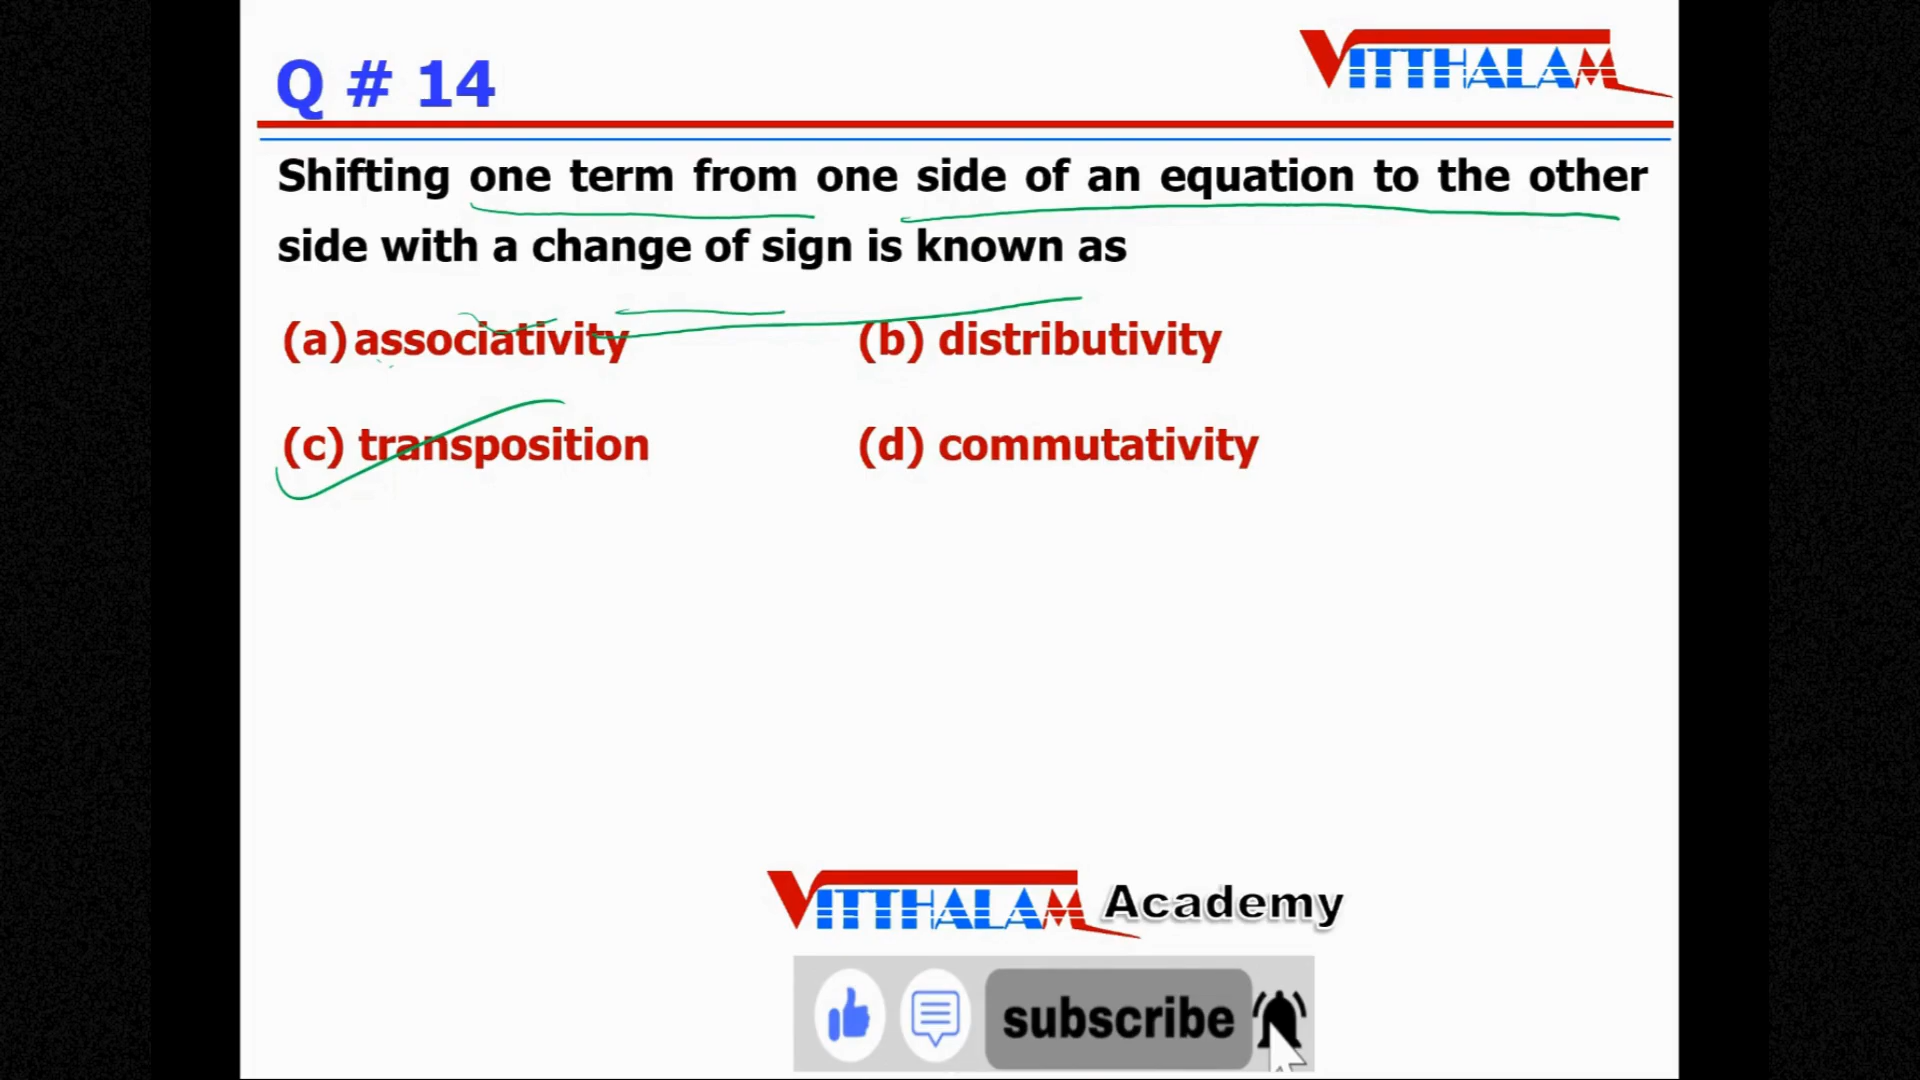 Q # 14
VITTHALAM
Shifting one term from one side of an equation to the other
side with a change of sign is known as
(a) associativity (b) distributivity
(c) transposition (d) commutativity
VITTHALAM Academy
subscribe